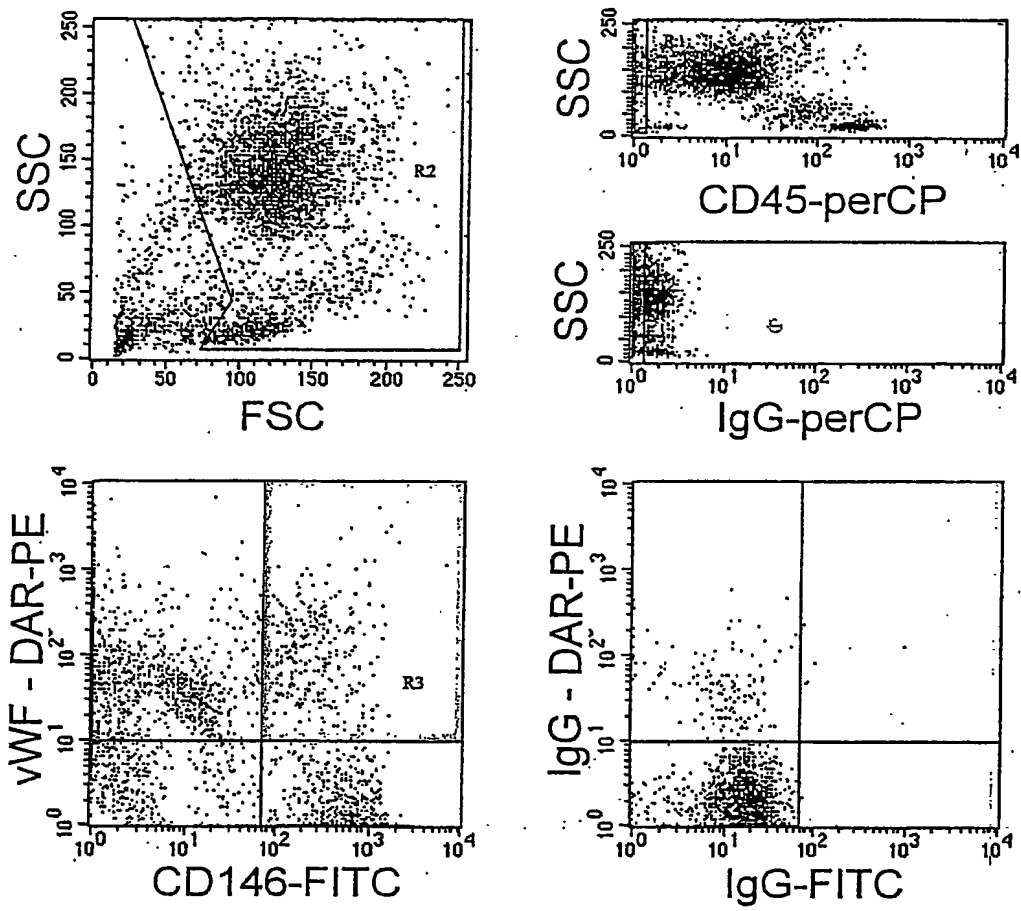 SSC
250
200
150
100
50
0
R2
0 50 100 150 200 250
FSC
SSC
250
0
R1
10^0 10^1 10^2 10^3 10^4
CD45-perCP
SSC
250
0
10^0 10^1 10^2 10^3 10^4
IgG-perCP
vWF - DAR-PE
10^4
10^3
10^2
10^1
10^0
R3
10^0 10^1 10^2 10^3 10^4
CD146-FITC
IgG - DAR-PE
10^4
10^3
10^2
10^1
10^0
10^0 10^1 10^2 10^3 10^4
IgG-FITC